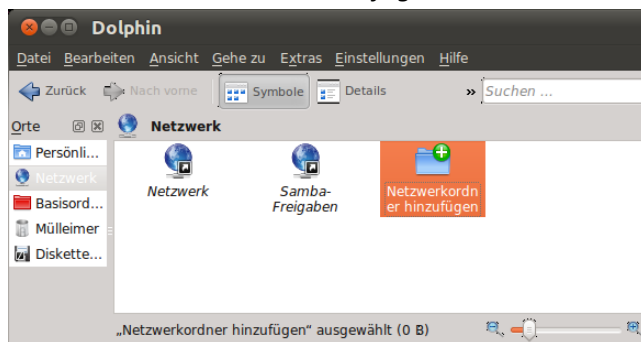 Dolphin
Datei Bearbeiten Ansicht Gehe zu Extras Einstellungen Hilfe
Zurück Nach vorne Symbole Details » Suchen ...
Orte Netzwerk
Persönli...
Netzwerk
Basisord...
Mülleimer
Diskette...
Netzwerk
Samba-
Freigaben
Netzwerkordn
er hinzufügen
„Netzwerkordner hinzufügen“ ausgewählt (0 B)